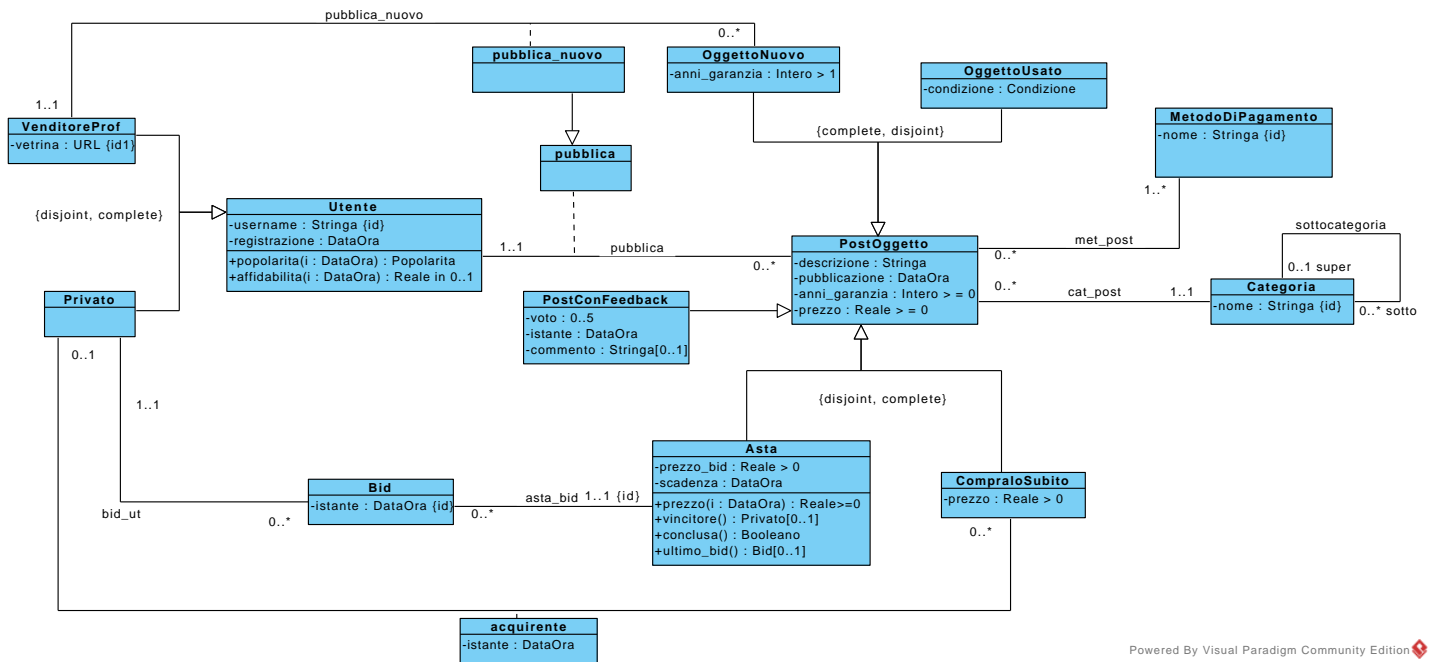 pubblica_nuovo
0..*
pubblica_nuovo
OggettoNuovo
-anni_garanzia : Intero > 1
OggettoUsato
-condizione : Condizione
1..1
VenditoreProf
-vetrina : URL {id1}
MetodoDiPagamento
-nome : Stringa {id}
{complete, disjoint}
pubblica
1..*
{disjoint, complete}
Utente
-username : Stringa {id}
-registrazione : DataOra
+popolarita(i : DataOra) : Popolarita
+affidabilita(i : DataOra) : Reale in 0..1
1..1
pubblica
0..*
PostOggetto
-descrizione : Stringa
-pubblicazione : DataOra
-anni_garanzia : Intero > = 0
-prezzo : Reale > = 0
met_post
0..*
sottocategoria
0..1 super
0..*
cat_post
1..1
Categoria
-nome : Stringa {id}
0..* sotto
Privato
PostConFeedback
-voto : 0..5
-istante : DataOra
-commento : Stringa[0..1]
0..1
1..1
{disjoint, complete}
Asta
-prezzo_bid : Reale > 0
-scadenza : DataOra
+prezzo(i : DataOra) : Reale>=0
+vincitore() : Privato[0..1]
+conclusa() : Booleano
+ultimo_bid() : Bid[0..1]
CompraloSubito
-prezzo : Reale > 0
0..*
Bid
-istante : DataOra {id}
bid_ut
0..*
asta_bid
1..1 {id}
0..*
acquirente
-istante : DataOra
Powered By Visual Paradigm Community Edition